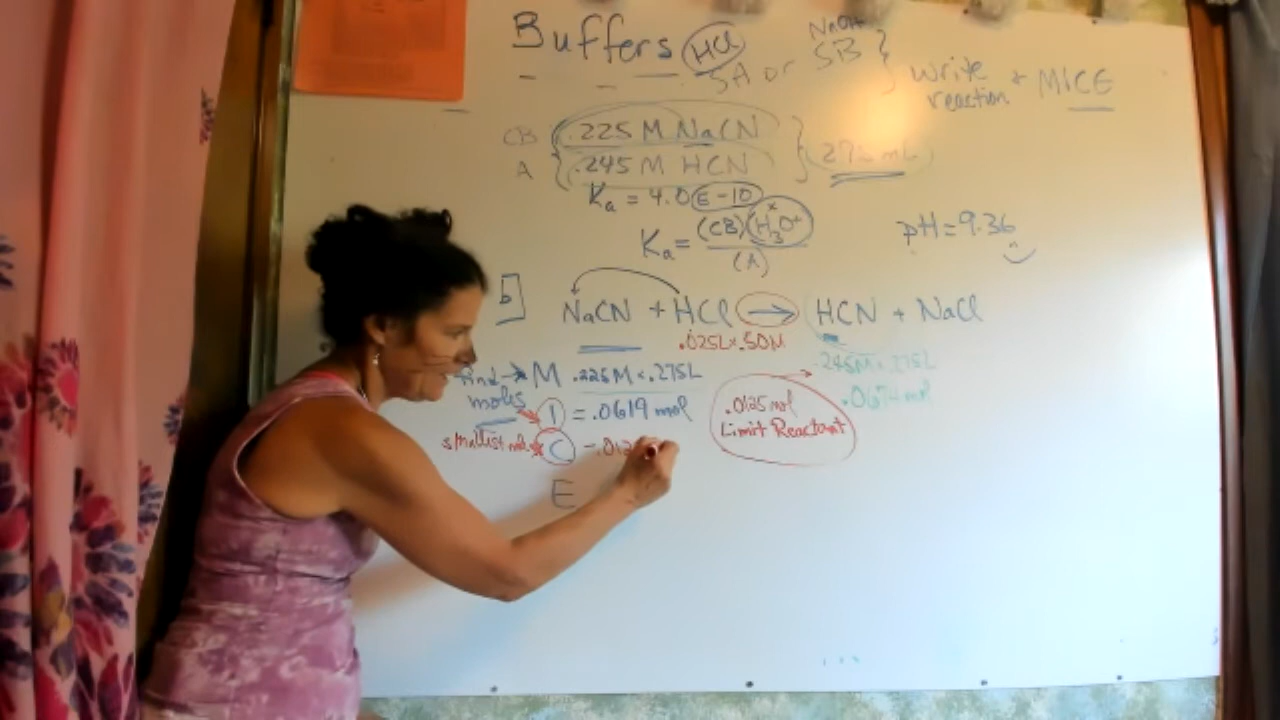 Buffers HCl
SA or
NaOH
SB
write
reaction + MICE
CB .225 M NaCN
A .245 M HCN
275 mL
Ka = 4.0 E-10
Ka = (CB)(H3O+
(A)
x
pH = 9.36
b] NaCN + HCl → HCN + NaCl
.025L x .50M
find → M .225M x .275L
.245M x .275L
moles I = .0619 mol
.0125 mol
.0674 mol
Limit Reactant
C -.012
E